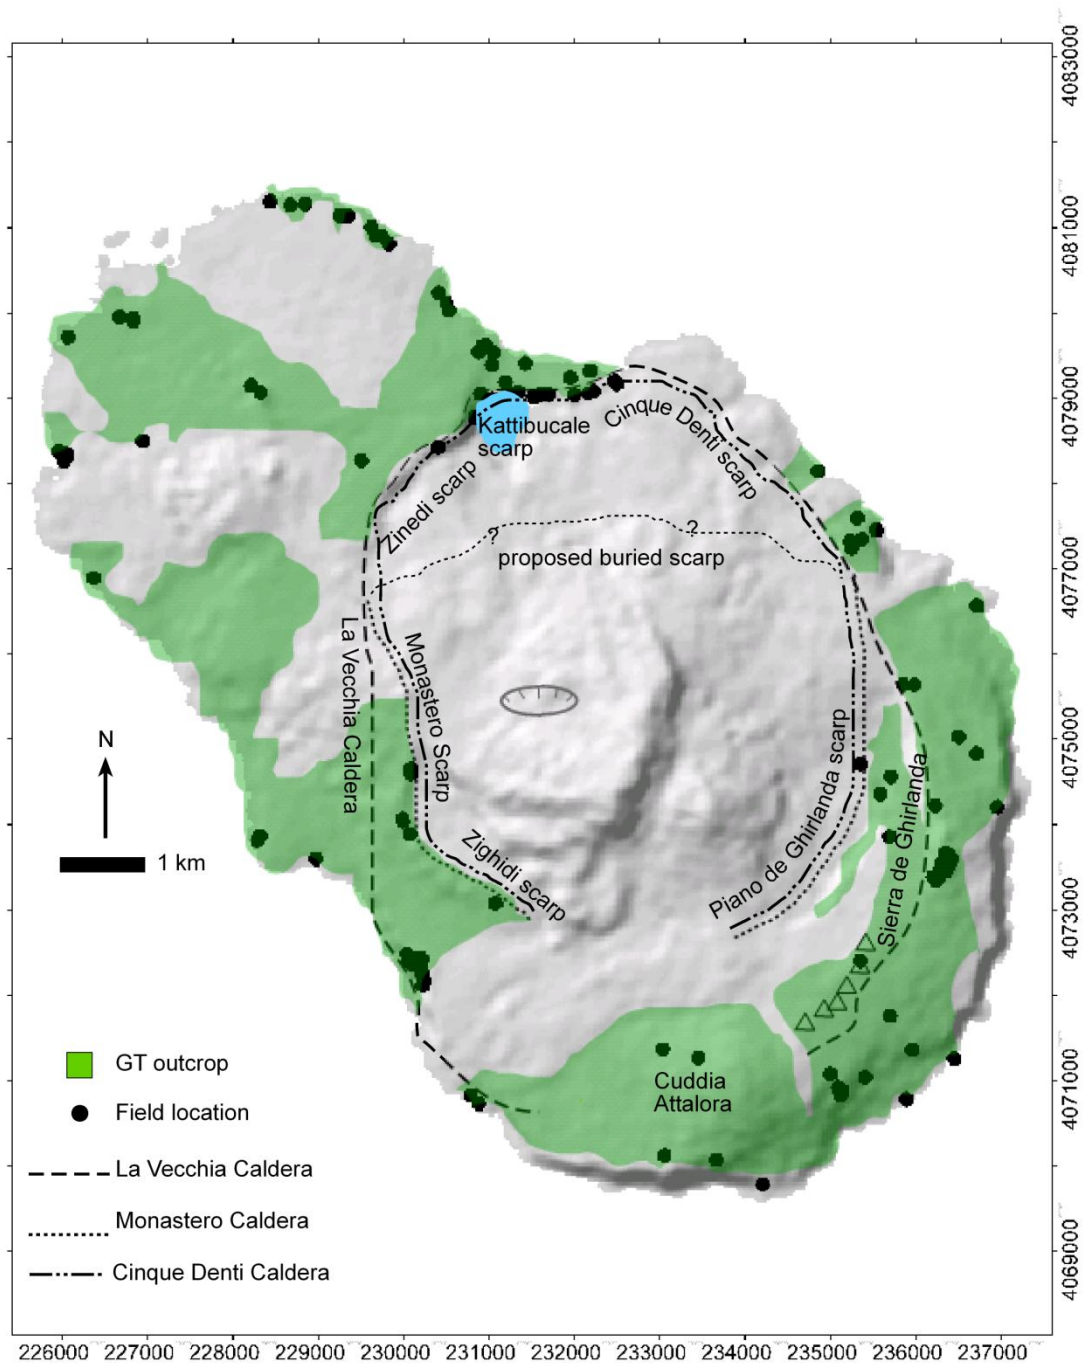 4083000
4081000
4079000
4077000
4075000
4073000
4071000
4069000
Kattibucale
scarp
Cinque Denti scarp
Zinedi scarp
?
?
proposed buried scarp
La Vecchia Caldera
Monastero Scarp
Zighidi scarp
Piano de Ghirlanda scarp
Sierra de Ghirlanda
N
1 km
Cuddia
Attalora
GT outcrop
Field location
La Vecchia Caldera
Monastero Caldera
Cinque Denti Caldera
226000 227000 228000 229000 230000 231000 232000 233000 234000 235000 236000 237000